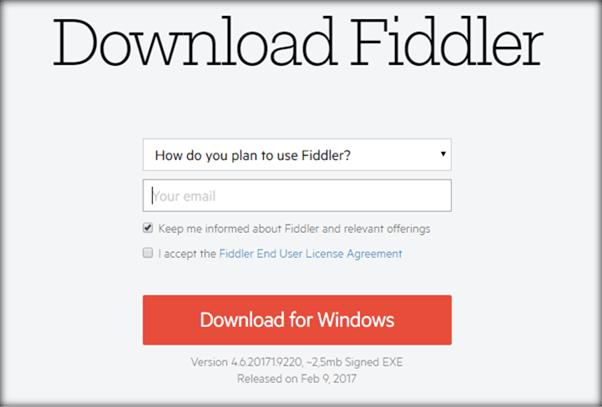 Download Fiddler
How do you plan to use Fiddler?
Your email
Keep me informed about Fiddler and relevant offerings
I accept the Fiddler End User License Agreement
Download for Windows
Version 4.6.20171.9220, ~2,5mb Signed EXE
Released on Feb 9, 2017